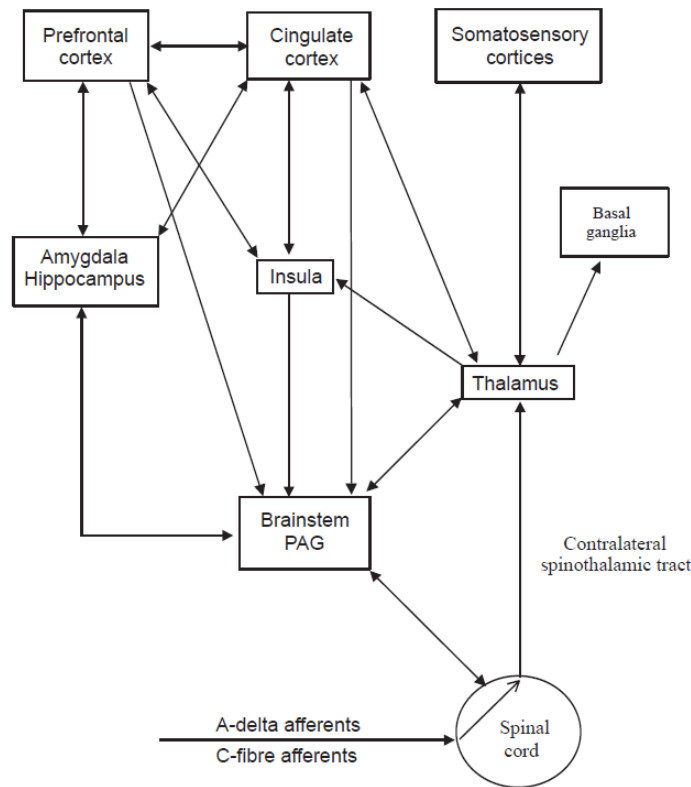 Prefrontal
cortex
Cingulate
cortex
Somatosensory
cortices
Basal
ganglia
Amygdala
Hippocampus
Insula
Thalamus
Brainstem
PAG
Contralateral
spinothalamic tract
A-delta afferents
C-fibre afferents
Spinal
cord